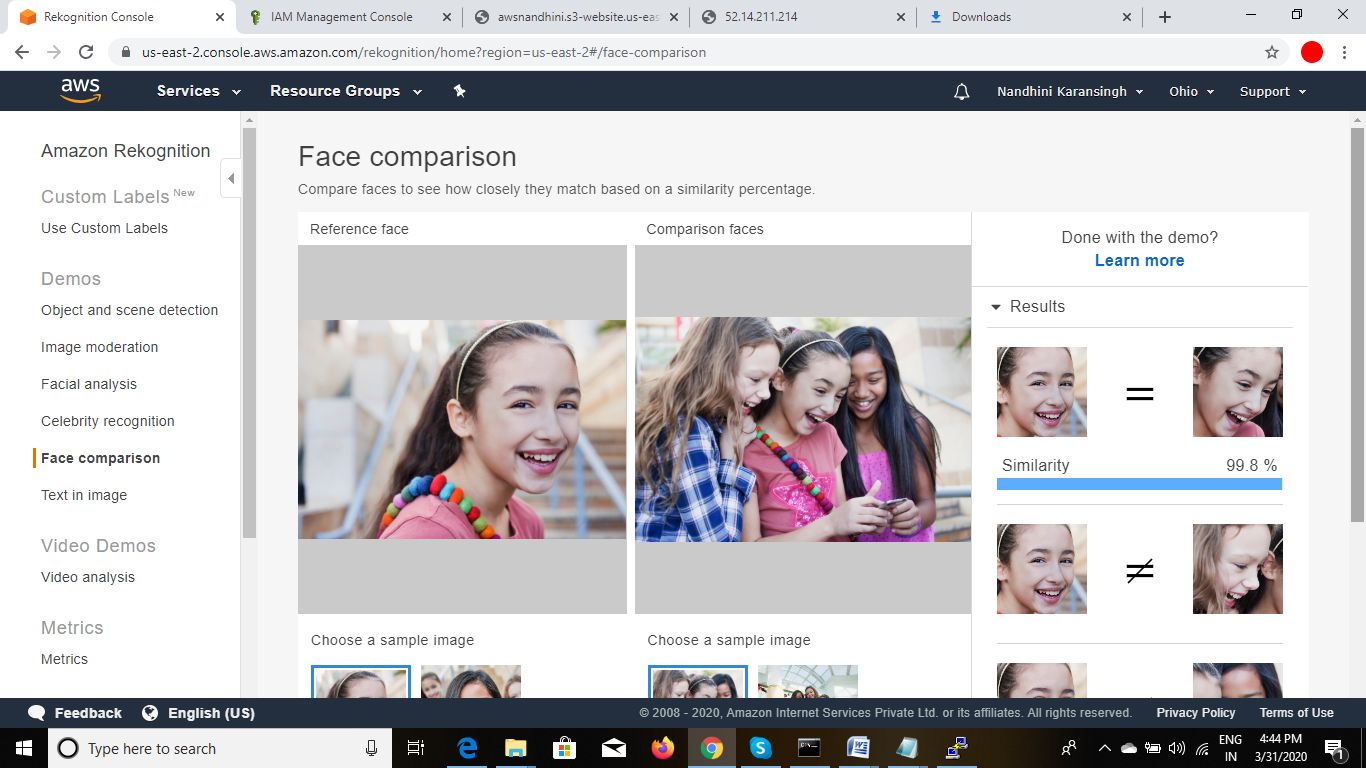 Rekognition Console
IAM Management Console
awsnandhini.s3-website.us-eas
52.14.211.214
Downloads
us-east-2.console.aws.amazon.com/rekognition/home?region=us-east-2#/face-comparison
aws
Services
Resource Groups
Nandhini Karansingh
Ohio
Support
Amazon Rekognition
Custom Labels New
Use Custom Labels
Demos
Object and scene detection
Image moderation
Facial analysis
Celebrity recognition
Face comparison
Text in image
Video Demos
Video analysis
Metrics
Metrics
Face comparison
Compare faces to see how closely they match based on a similarity percentage.
Reference face
Comparison faces
Choose a sample image
Choose a sample image
Done with the demo?
Learn more
Results
=
Similarity 99.8 %
≠
Feedback
English (US)
© 2008 - 2020, Amazon Internet Services Private Ltd. or its affiliates. All rights reserved.
Privacy Policy
Terms of Use
Type here to search
ENG
IN
4:44 PM
3/31/2020
1